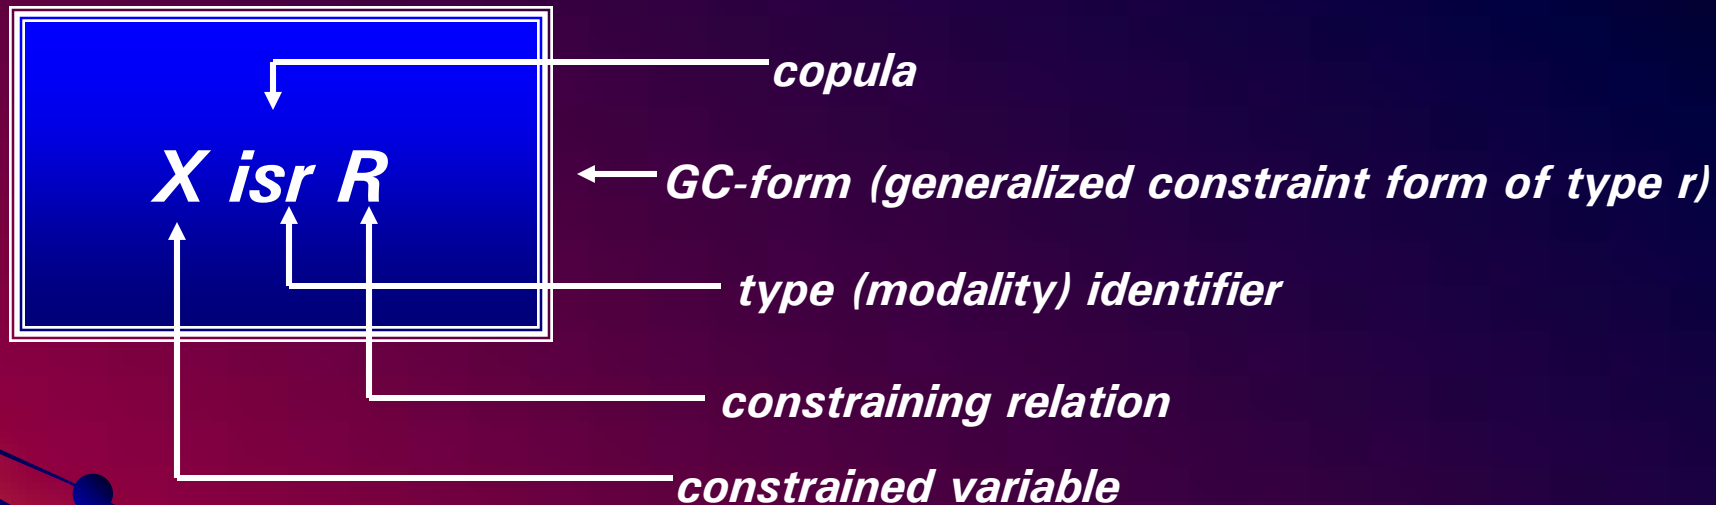 copula
X isr R
GC-form (generalized constraint form of type r)
type (modality) identifier
constraining relation
constrained variable